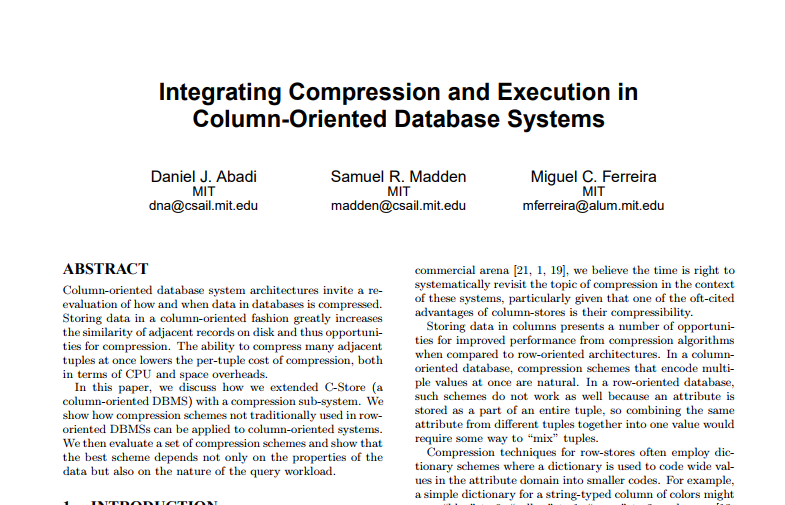 Integrating Compression and Execution in
Column-Oriented Database Systems
Daniel J. Abadi
MIT
dna@csail.mit.edu
Samuel R. Madden
MIT
madden@csail.mit.edu
Miguel C. Ferreira
MIT
mferreira@alum.mit.edu
ABSTRACT
Column-oriented database system architectures invite a re-
evaluation of how and when data in databases is compressed.
Storing data in a column-oriented fashion greatly increases
the similarity of adjacent records on disk and thus opportuni-
ties for compression. The ability to compress many adjacent
tuples at once lowers the per-tuple cost of compression, both
in terms of CPU and space overheads.
In this paper, we discuss how we extended C-Store (a
column-oriented DBMS) with a compression sub-system. We
show how compression schemes not traditionally used in row-
oriented DBMSs can be applied to column-oriented systems.
We then evaluate a set of compression schemes and show that
the best scheme depends not only on the properties of the
data but also on the nature of the query workload.
1. INTRODUCTION
commercial arena [21, 1, 19], we believe the time is right to
systematically revisit the topic of compression in the context
of these systems, particularly given that one of the oft-cited
advantages of column-stores is their compressibility.
Storing data in columns presents a number of opportuni-
ties for improved performance from compression algorithms
when compared to row-oriented architectures. In a column-
oriented database, compression schemes that encode multi-
ple values at once are natural. In a row-oriented database,
such schemes do not work as well because an attribute is
stored as a part of an entire tuple, so combining the same
attribute from different tuples together into one value would
require some way to “mix” tuples.
Compression techniques for row-stores often employ dic-
tionary schemes where a dictionary is used to code wide val-
ues in the attribute domain into smaller codes. For example,
a simple dictionary for a string-typed column of colors might